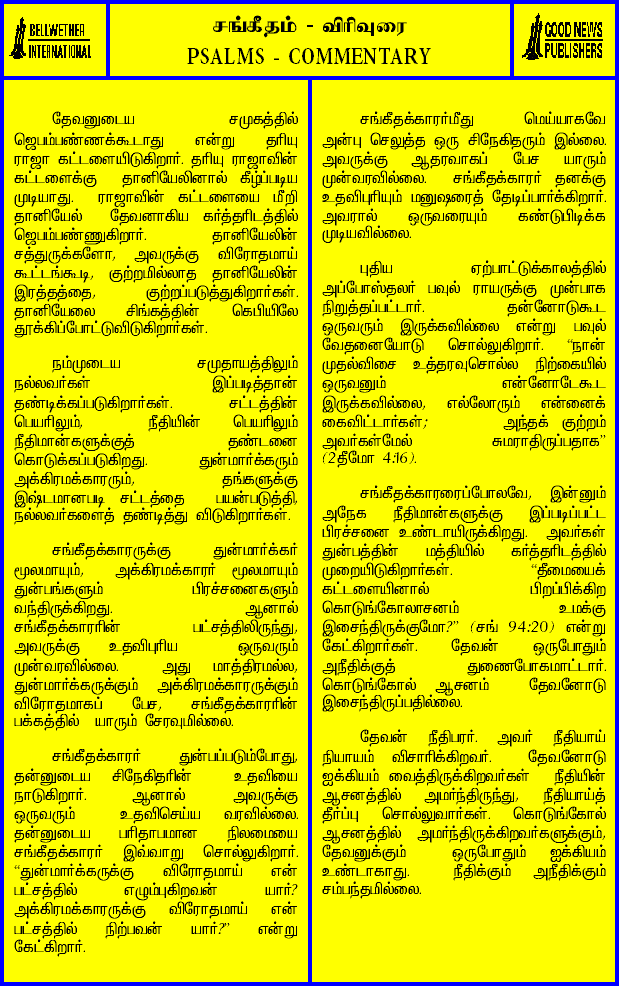 BELLWETHER
INTERNATIONAL
சங்கீதம் - விரிவுரை
PSALMS - COMMENTARY
GOOD NEWS
PUBLISHERS
தேவனுடைய சமுகத்தில்
ஜெபம்பண்ணக்கூடாது என்று தரியு
ராஜா கட்டளையிடுகிறார். தரியு ராஜாவின்
கட்டளைக்கு தானியேலினால் கீழ்ப்படிய
முடியாது. ராஜாவின் கட்டளையை மீறி
தானியேல் தேவனாகிய கர்த்தரிடத்தில்
ஜெபம்பண்ணுகிறார். தானியேலின்
சத்துருக்களோ, அவருக்கு விரோதமாய்
கூட்டங்கூடி, குற்றமில்லாத தானியேலின்
இரத்தத்தை, குற்றப்படுத்துகிறார்கள்.
தானியேலை சிங்கத்தின் கெபியிலே
தூக்கிப்போட்டுவிடுகிறார்கள்.
நம்முடைய சமுதாயத்திலும்
நல்லவர்கள் இப்படித்தான்
தண்டிக்கப்படுகிறார்கள். சட்டத்தின்
பெயரிலும், நீதியின் பெயரிலும்
நீதிமான்களுக்குத் தண்டனை
கொடுக்கப்படுகிறது. துன்மார்க்கரும்
அக்கிரமக்காரரும், தங்களுக்கு
இஷ்டமானபடி சட்டத்தை பயன்படுத்தி,
நல்லவர்களைத் தண்டித்து விடுகிறார்கள்.
சங்கீதக்காரருக்கு துன்மார்க்கர்
மூலமாயும், அக்கிரமக்காரர் மூலமாயும்
துன்பங்களும் பிரச்சனைகளும்
வந்திருக்கிறது. ஆனால்
சங்கீதக்காரரின் பட்சத்திலிருந்து,
அவருக்கு உதவிபுரிய ஒருவரும்
முன்வரவில்லை. அது மாத்திரமல்ல,
துன்மார்க்கருக்கும் அக்கிரமக்காரருக்கும்
விரோதமாகப் பேச, சங்கீதக்காரரின்
பக்கத்தில் யாரும் சேரவுமில்லை.
சங்கீதக்காரர் துன்பப்படும்போது,
தன்னுடைய சிநேகிதரின் உதவியை
நாடுகிறார். ஆனால் அவருக்கு
ஒருவரும் உதவிசெய்ய வரவில்லை.
தன்னுடைய பரிதாபமான நிலமையை
சங்கீதக்காரர் இவ்வாறு சொல்லுகிறார்.
“துன்மார்க்கருக்கு விரோதமாய் என்
பட்சத்தில் எழும்புகிறவன் யார்?
அக்கிரமக்காரருக்கு விரோதமாய் என்
பட்சத்தில் நிற்பவன் யார்?” என்று
கேட்கிறார்.
சங்கீதக்காரர்மீது மெய்யாகவே
அன்பு செலுத்த ஒரு சிநேகிதரும் இல்லை.
அவருக்கு ஆதரவாகப் பேச யாரும்
முன்வரவில்லை. சங்கீதக்காரர் தனக்கு
உதவிபுரியும் மனுஷரைத் தேடிப்பார்க்கிறார்.
அவரால் ஒருவரையும் கண்டுபிடிக்க
முடியவில்லை.
புதிய ஏற்பாட்டுக்காலத்தில்
அப்போஸ்தலர் பவுல் ராயருக்கு முன்பாக
நிறுத்தப்பட்டார். தன்னோடுகூட
ஒருவரும் இருக்கவில்லை என்று பவுல்
வேதனையோடு சொல்லுகிறார். “நான்
முதல்விசை உத்தரவுசொல்ல நிற்கையில்
ஒருவனும் என்னோடேகூட
இருக்கவில்லை, எல்லோரும் என்னைக்
கைவிட்டார்கள்; அந்தக் குற்றம்
அவர்கள்மேல் சுமராதிருப்பதாக”
(2தீமோ 4:16).
சங்கீதக்காரரைப்போலவே, இன்னும்
அநேக நீதிமான்களுக்கு இப்படிப்பட்ட
பிரச்சனை உண்டாயிருக்கிறது. அவர்கள்
துன்பத்தின் மத்தியில் கர்த்தரிடத்தில்
முறையிடுகிறார்கள். “தீமையைக்
கட்டளையினால் பிறப்பிக்கிற
கொடுங்கோலாசனம் உமக்கு
இசைந்திருக்குமோ?” (சங் 94:20) என்று
கேட்கிறார்கள். தேவன் ஒருபோதும்
அநீதிக்குத் துணைபோகமாட்டார்.
கொடுங்கோல் ஆசனம் தேவனோடு
இசைந்திருப்பதில்லை.
தேவன் நீதிபரர். அவர் நீதியாய்
நியாயம் விசாரிக்கிறவர். தேவனோடு
ஐக்கியம் வைத்திருக்கிறவர்கள் நீதியின்
ஆசனத்தில் அமர்ந்திருந்து, நீதியாய்த்
தீர்ப்பு சொல்லுவார்கள். கொடுங்கோல்
ஆசனத்தில் அமர்ந்திருக்கிறவர்களுக்கும்,
தேவனுக்கும் ஒருபோதும் ஐக்கியம்
உண்டாகாது. நீதிக்கும் அநீதிக்கும்
சம்பந்தமில்லை.